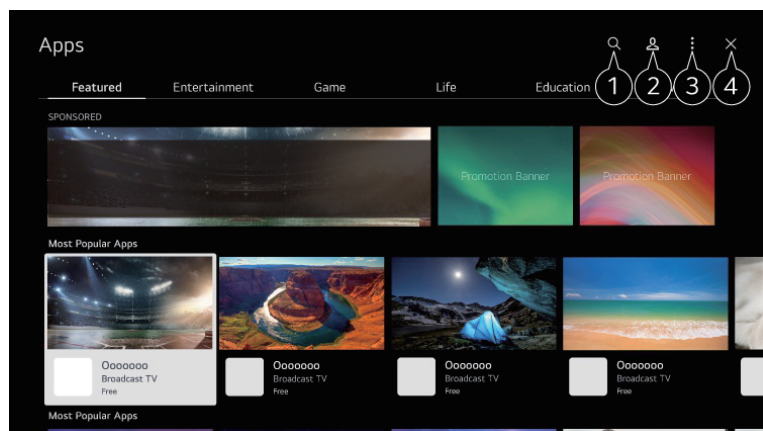 Apps
Featured Entertainment Game Life Education
1 2 3 4
SPONSORED
Promotion Banner Promotion Banner
Most Popular Apps
Ooooooo Ooooooo Ooooooo Ooooooo
Broadcast TV Broadcast TV Broadcast TV Broadcast TV
Free Free Free Free
Most Popular Apps